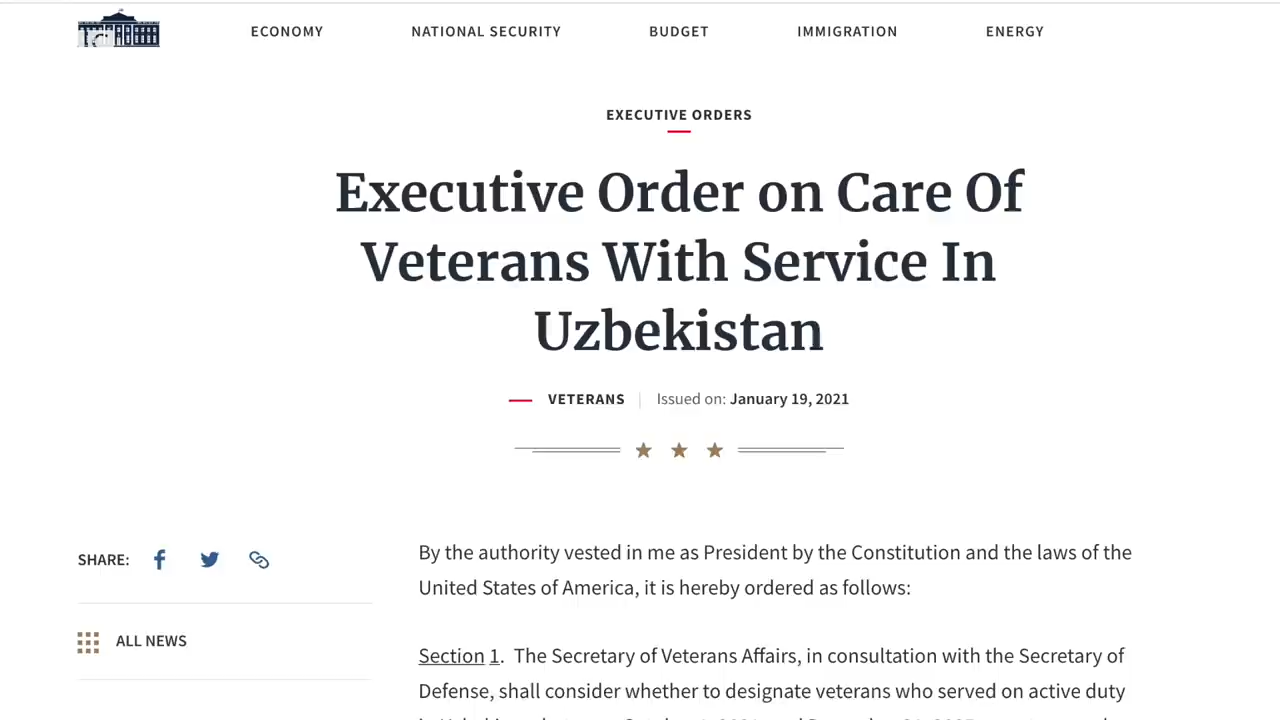 ECONOMY NATIONAL SECURITY BUDGET IMMIGRATION ENERGY
EXECUTIVE ORDERS
Executive Order on Care Of
Veterans With Service In
Uzbekistan
VETERANS Issued on: January 19, 2021
SHARE:
ALL NEWS
By the authority vested in me as President by the Constitution and the laws of the
United States of America, it is hereby ordered as follows:
Section 1. The Secretary of Veterans Affairs, in consultation with the Secretary of
Defense, shall consider whether to designate veterans who served on active duty